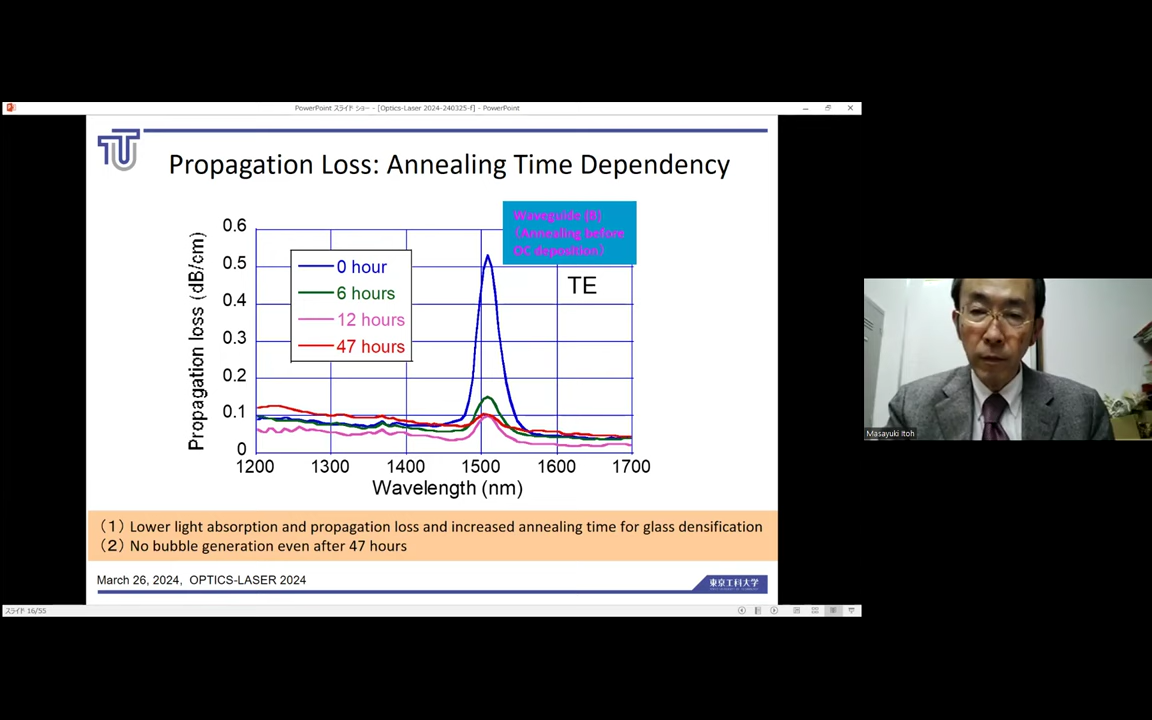 PowerPoint スライド ショー - [Optics-Laser 2024-240325-f] - PowerPoint
Propagation Loss: Annealing Time Dependency
Waveguide (B)
（Annealing before
OC deposition）
TE
0 hour
6 hours
12 hours
47 hours
Propagation loss (dB/cm)
0.6
0.5
0.4
0.3
0.2
0.1
0
1200 1300 1400 1500 1600 1700
Wavelength (nm)
（1）Lower light absorption and propagation loss and increased annealing time for glass densification
（2）No bubble generation even after 47 hours
March 26, 2024, OPTICS-LASER 2024
東京工科大学
スライド 16/55
Masayuki Itoh